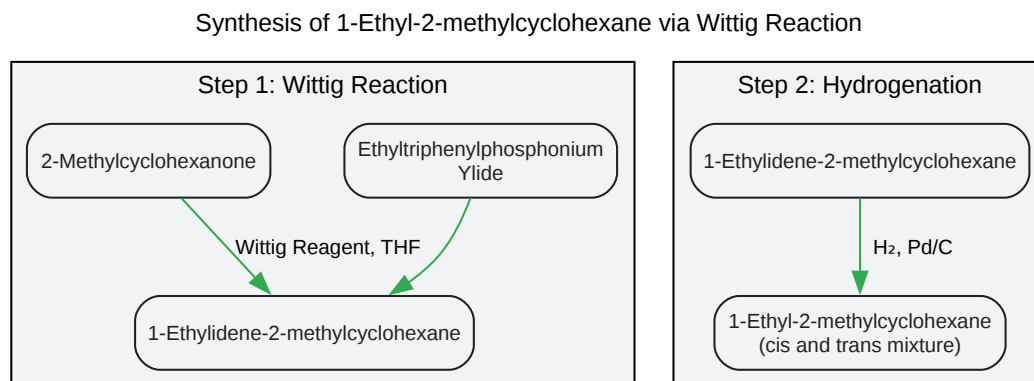 Synthesis of 1-Ethyl-2-methylcyclohexane via Wittig Reaction
Step 1: Wittig Reaction
2-Methylcyclohexanone
Ethyltriphenylphosphonium
Ylide
Wittig Reagent, THF
1-Ethylidene-2-methylcyclohexane
Step 2: Hydrogenation
1-Ethylidene-2-methylcyclohexane
H₂, Pd/C
1-Ethyl-2-methylcyclohexane
(cis and trans mixture)